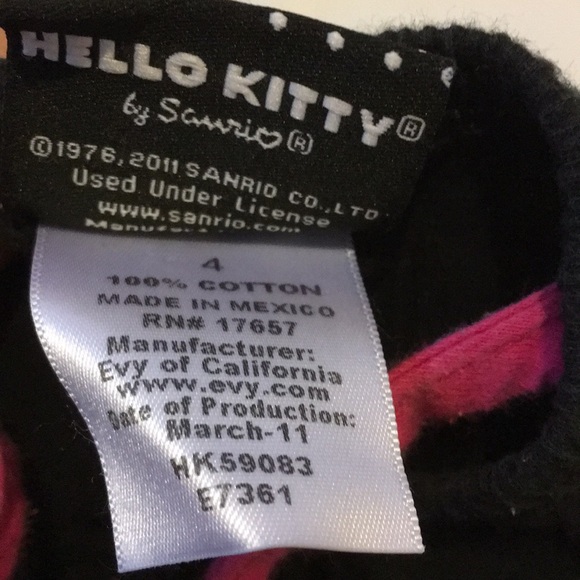 HELLO KITTY®
by Sanrio®
©1976, 2011 SANRIO CO., LTD.
Used Under License
www.sanrio.com
4
100% COTTON
MADE IN MEXICO
RN# 17657
Manufacturer:
Evy of California
www.evy.com
Date of Production:
March-11
HK59083
E7361